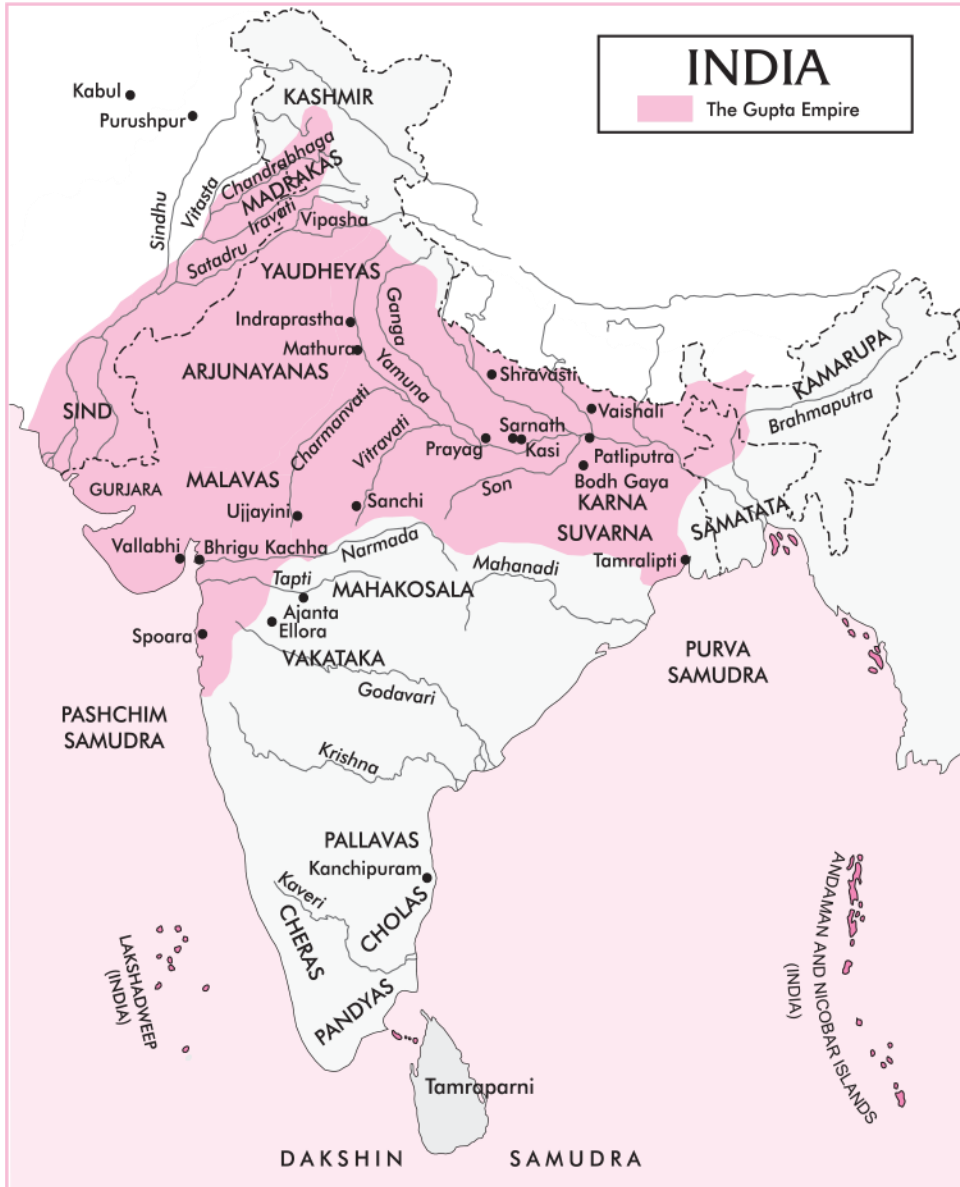 INDIA
The Gupta Empire
Kabul
Purushpur
KASHMIR
Chandrabhaga
MADRAKAS
Vitasta
Sindhu
Iravati
Satadru
Vipasha
YAUDHEYAS
Ganga
Indraprastha
Mathura
ARJUNAYANAS
Yamuna
Shravasti
KAMARUPA
Brahmaputra
SIND
Charmanvati
Vitravati
Vaishali
Sarnath
Prayag
Kasi
Patliputra
MALAVAS
GURJARA
Son
Bodh Gaya
KARNA
SUVARNA
SAMATATA
Ujjayini
Sanchi
Vallabhi
Bhrigu Kachha
Narmada
Tamralipti
Tapti
MAHAKOSALA
Mahanadi
Ajanta
Ellora
Spoara
VAKATAKA
Godavari
PURVA
SAMUDRA
PASHCHIM
SAMUDRA
Krishna
PALLAVAS
Kanchipuram
Kaveri
CHERAS
CHOLAS
PANDYAS
LAKSHADWEEP
(INDIA)
ANDAMAN AND NICOBAR ISLANDS
(INDIA)
Tamraparni
DAKSHIN SAMUDRA